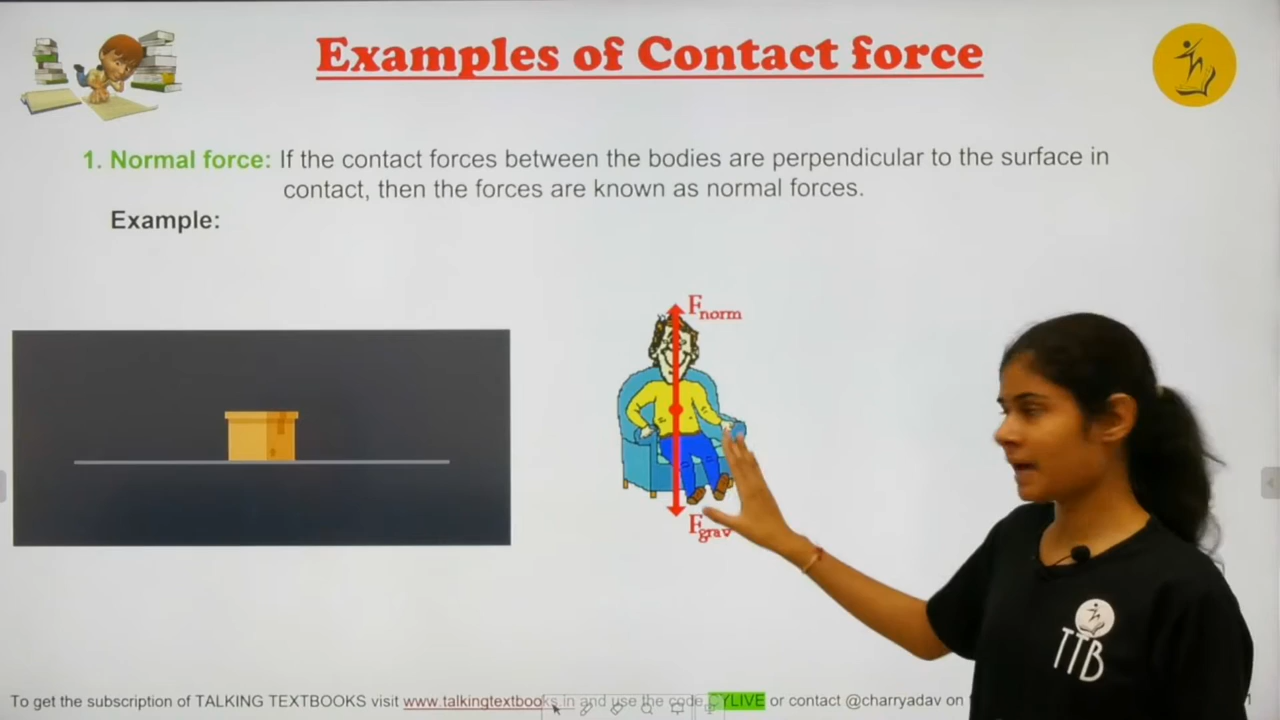 Examples of Contact force
1. Normal force: If the contact forces between the bodies are perpendicular to the surface in
contact, then the forces are known as normal forces.
Example:
Fnorm
Fgrav
TTB
To get the subscription of TALKING TEXTBOOKS visit www.talkingtextbooks.in and use the code CYLIVE or contact @charryadav on